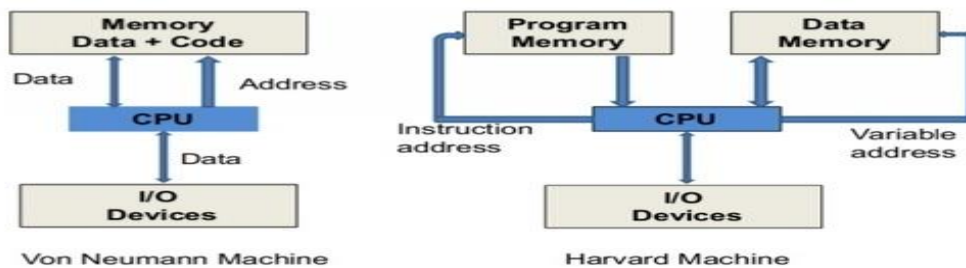 Memory
Data + Code
Data
Address
CPU
Data
I/O
Devices
Von Neumann Machine
Program
Memory
Data
Memory
CPU
Instruction
address
Variable
address
I/O
Devices
Harvard Machine